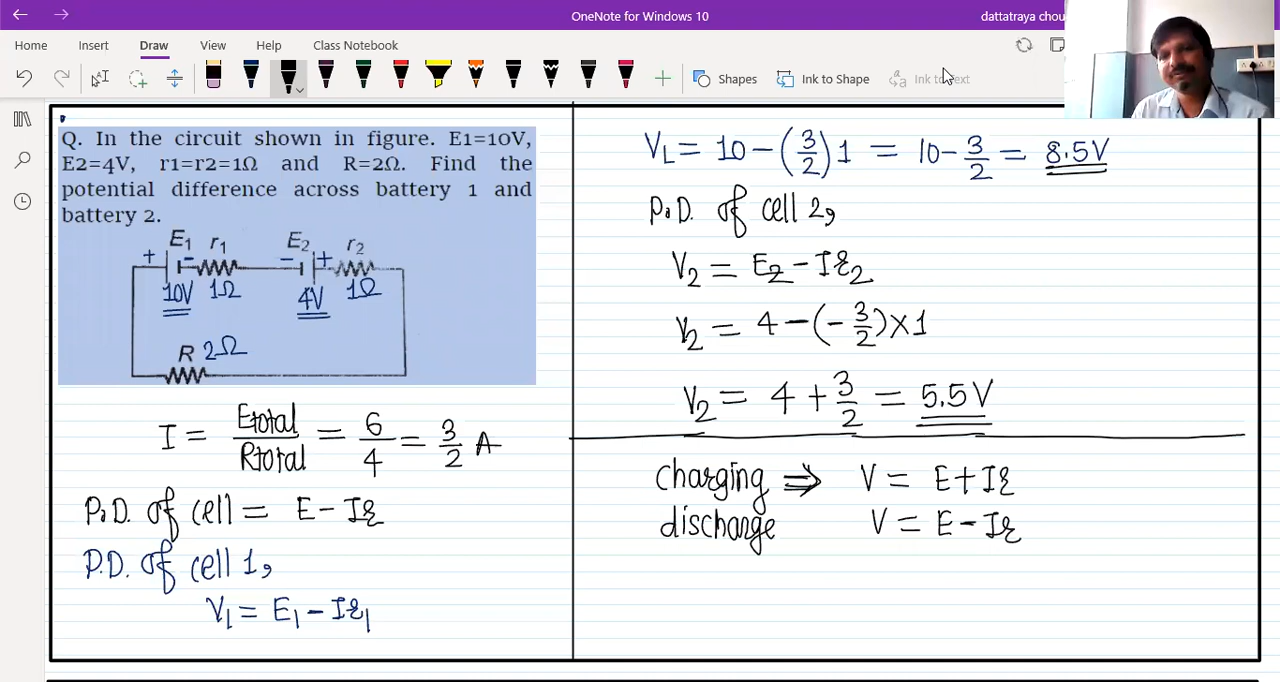 OneNote for Windows 10
dattatraya chou
Home Insert Draw View Help Class Notebook
Shapes Ink to Shape Ink to Text
Q. In the circuit shown in figure. E1=10V,
E2=4V, r1=r2=1Ω and R=2Ω. Find the
potential difference across battery 1 and
battery 2.
E1 r1 E2 r2
+ - - +
10V 1Ω 4V 1Ω
R 2Ω
I = Etotal/Rtotal = 6/4 = 3/2 A
P.D. of cell = E - Ir
P.D. of cell 1,
V1 = E1 - Ir1
V1 = 10 - (3/2)1 = 10 - 3/2 = 8.5V
P.D. of cell 2,
V2 = E2 - Ir2
V2 = 4 - (-3/2)×1
V2 = 4 + 3/2 = 5.5V
charging ⇒ V = E+Ir
discharge V = E-Ir